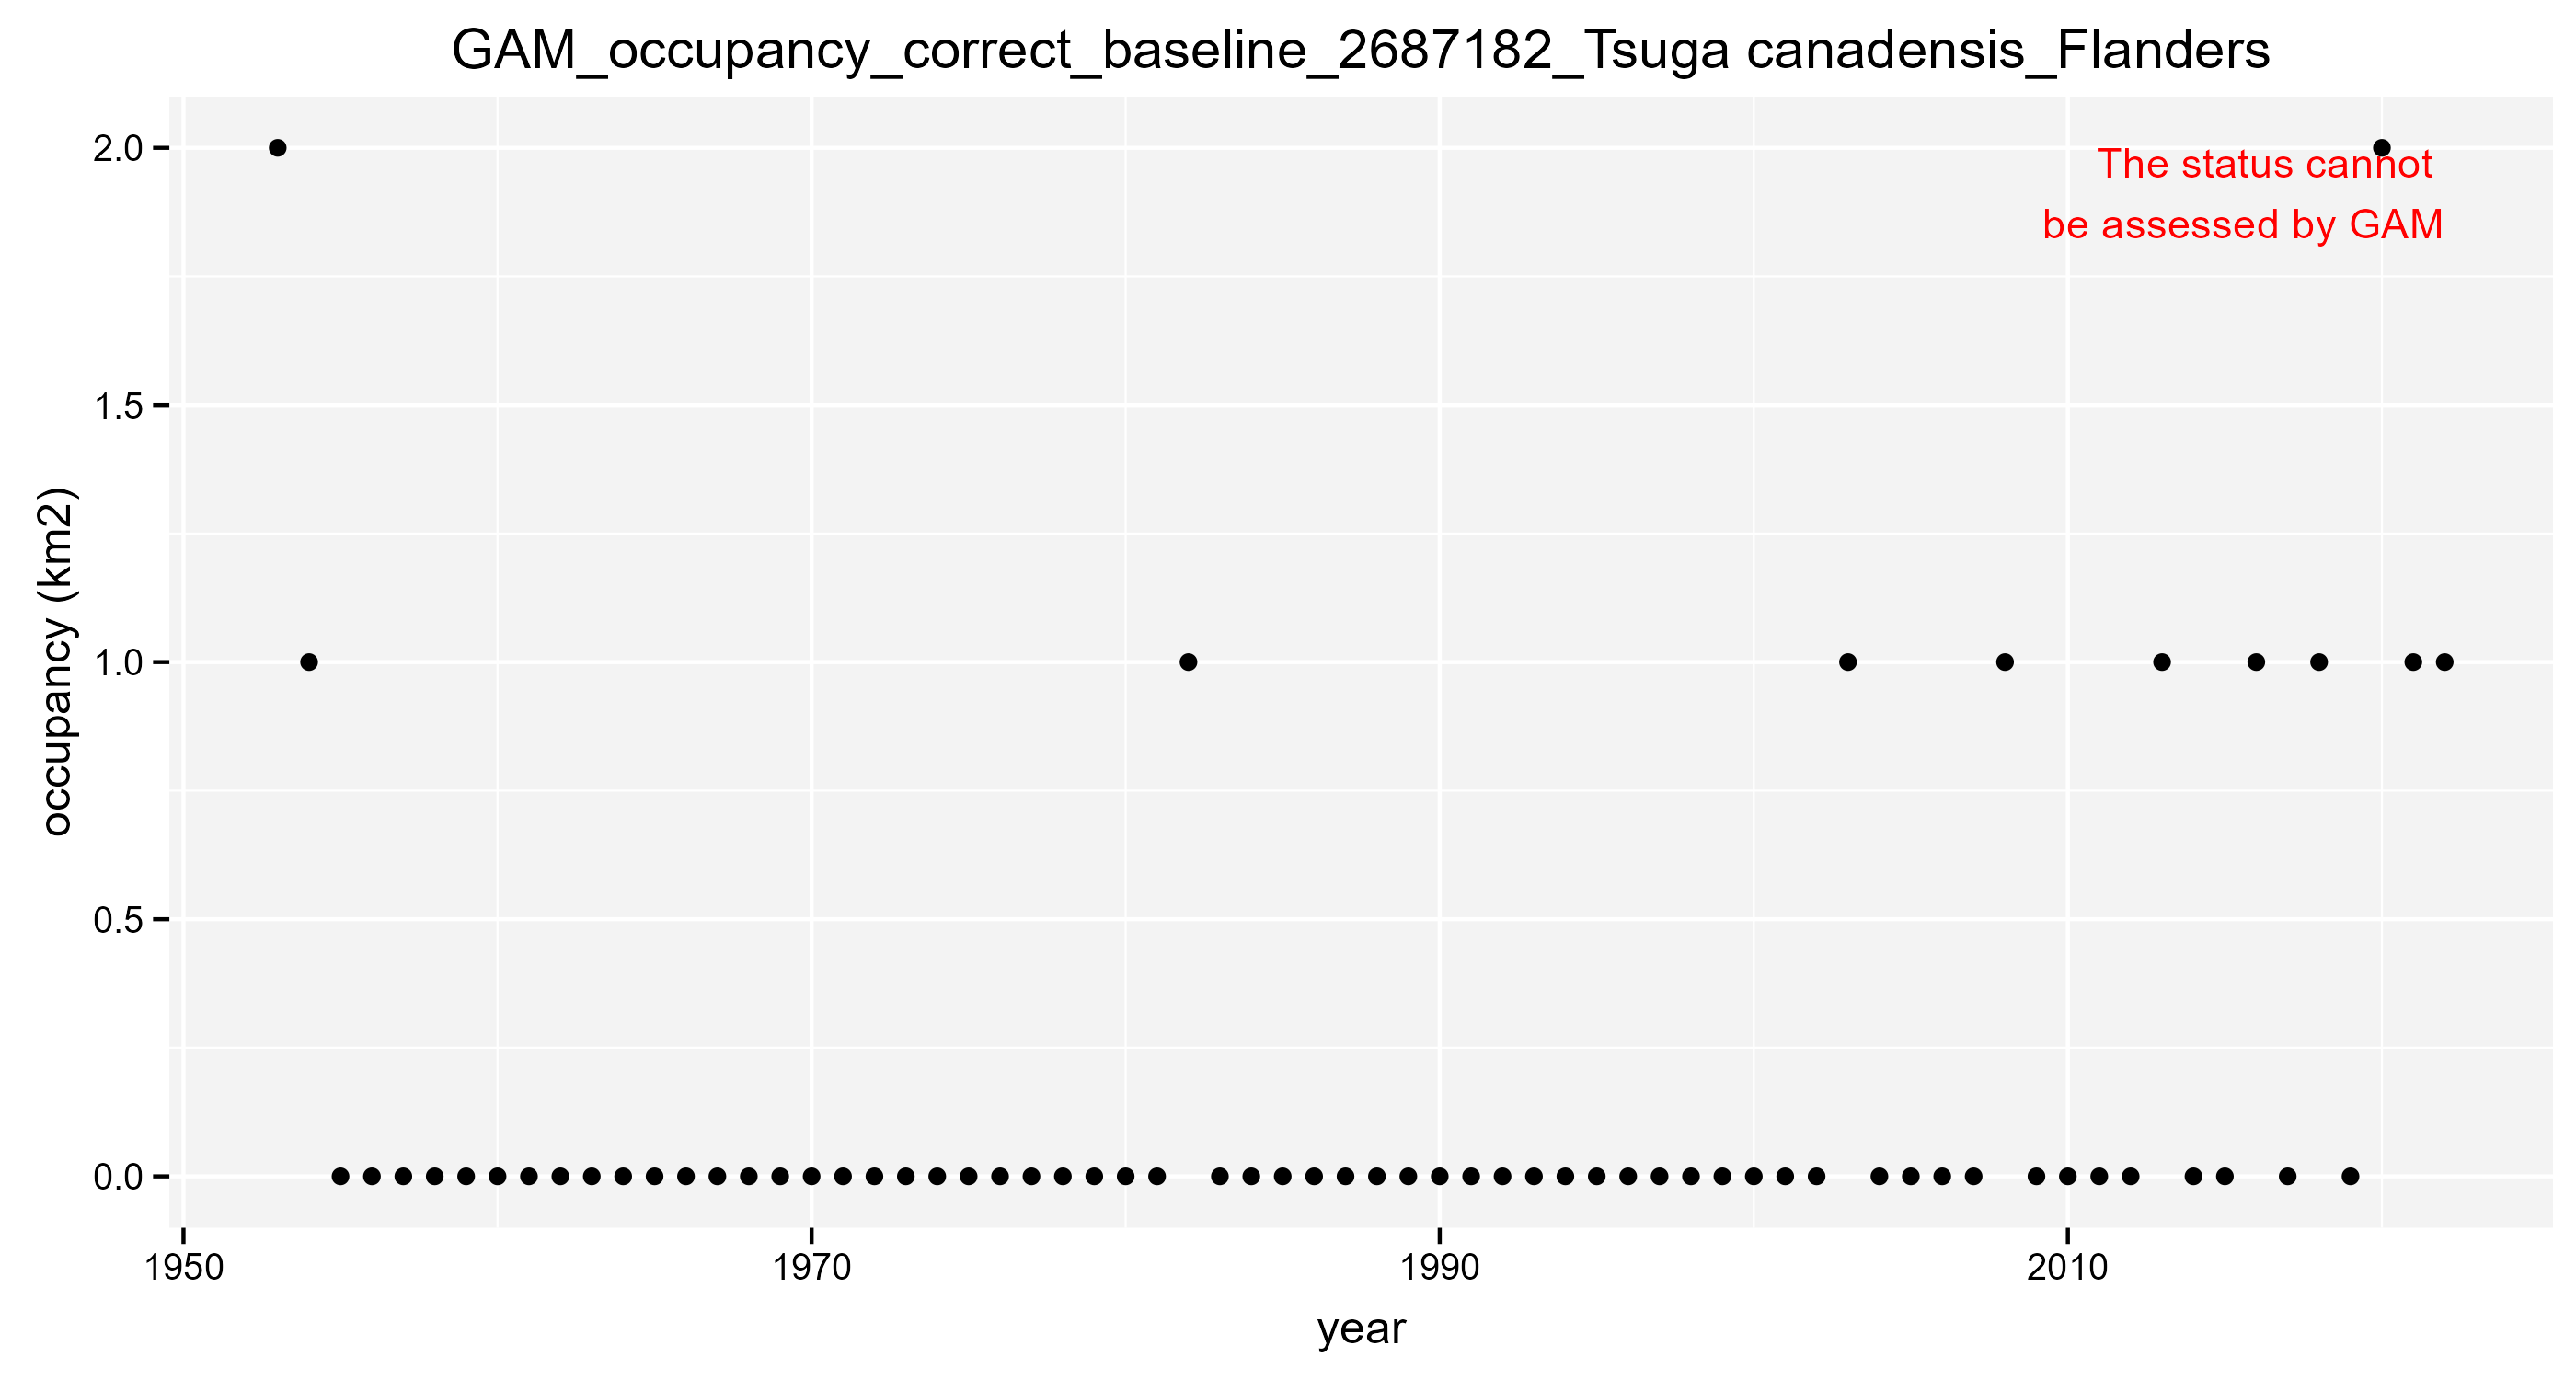 GAM_occupancy_correct_baseline_2687182_Tsuga canadensis_Flanders
2.0
The status cannot
be assessed by GAM
1.5
occupancy (km2)
1.0
0.5
0.0
1950
1970
1990
2010
year